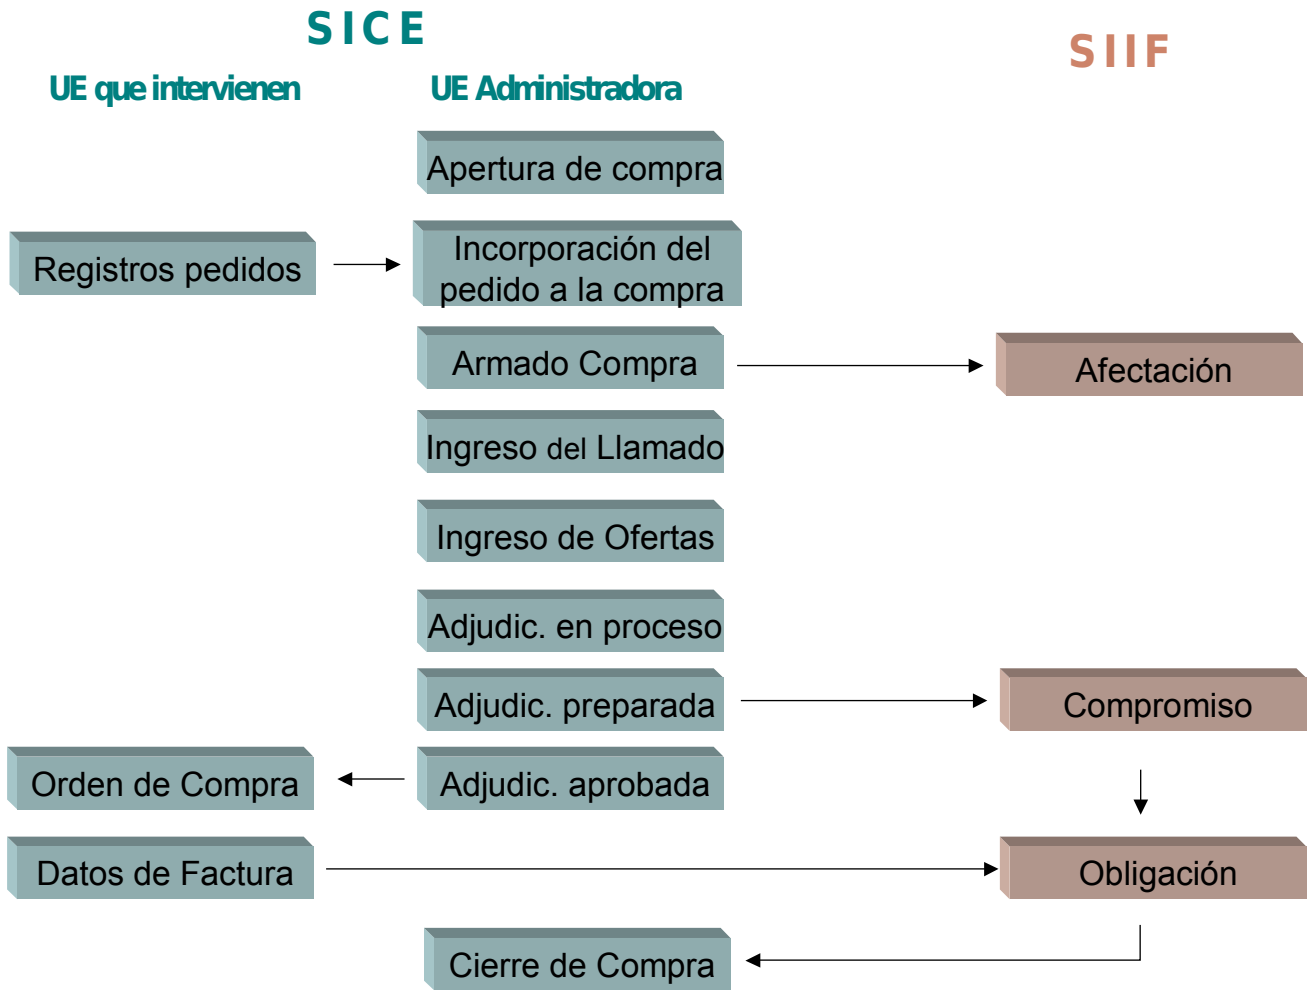 SICE
SIIF
UE que intervienen
UE Administradora
Apertura de compra
Registros pedidos
Incorporación del
pedido a la compra
Armado Compra
Afectación
Ingreso del Llamado
Ingreso de Ofertas
Adjudic. en proceso
Adjudic. preparada
Compromiso
Orden de Compra
Adjudic. aprobada
Datos de Factura
Obligación
Cierre de Compra